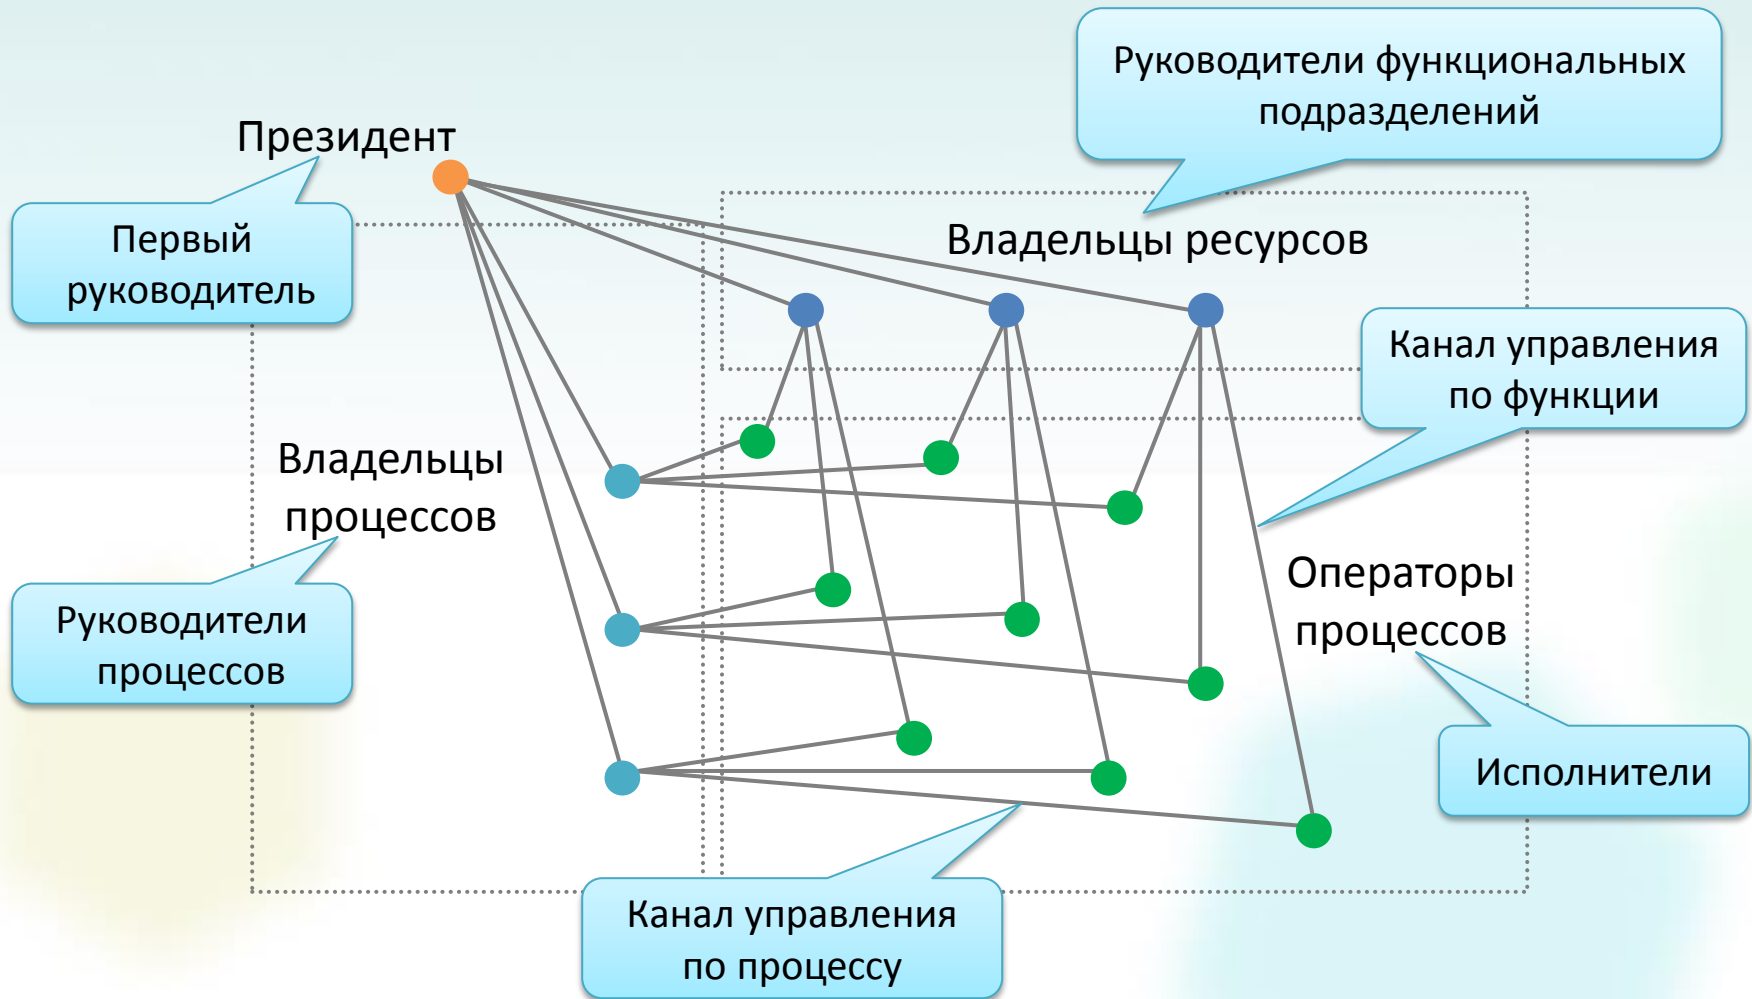 Руководители функциональных
подразделений
Президент
Первый
руководитель
Владельцы ресурсов
Канал управления
по функции
Владельцы
процессов
Операторы
процессов
Руководители
процессов
Исполнители
Канал управления
по процессу